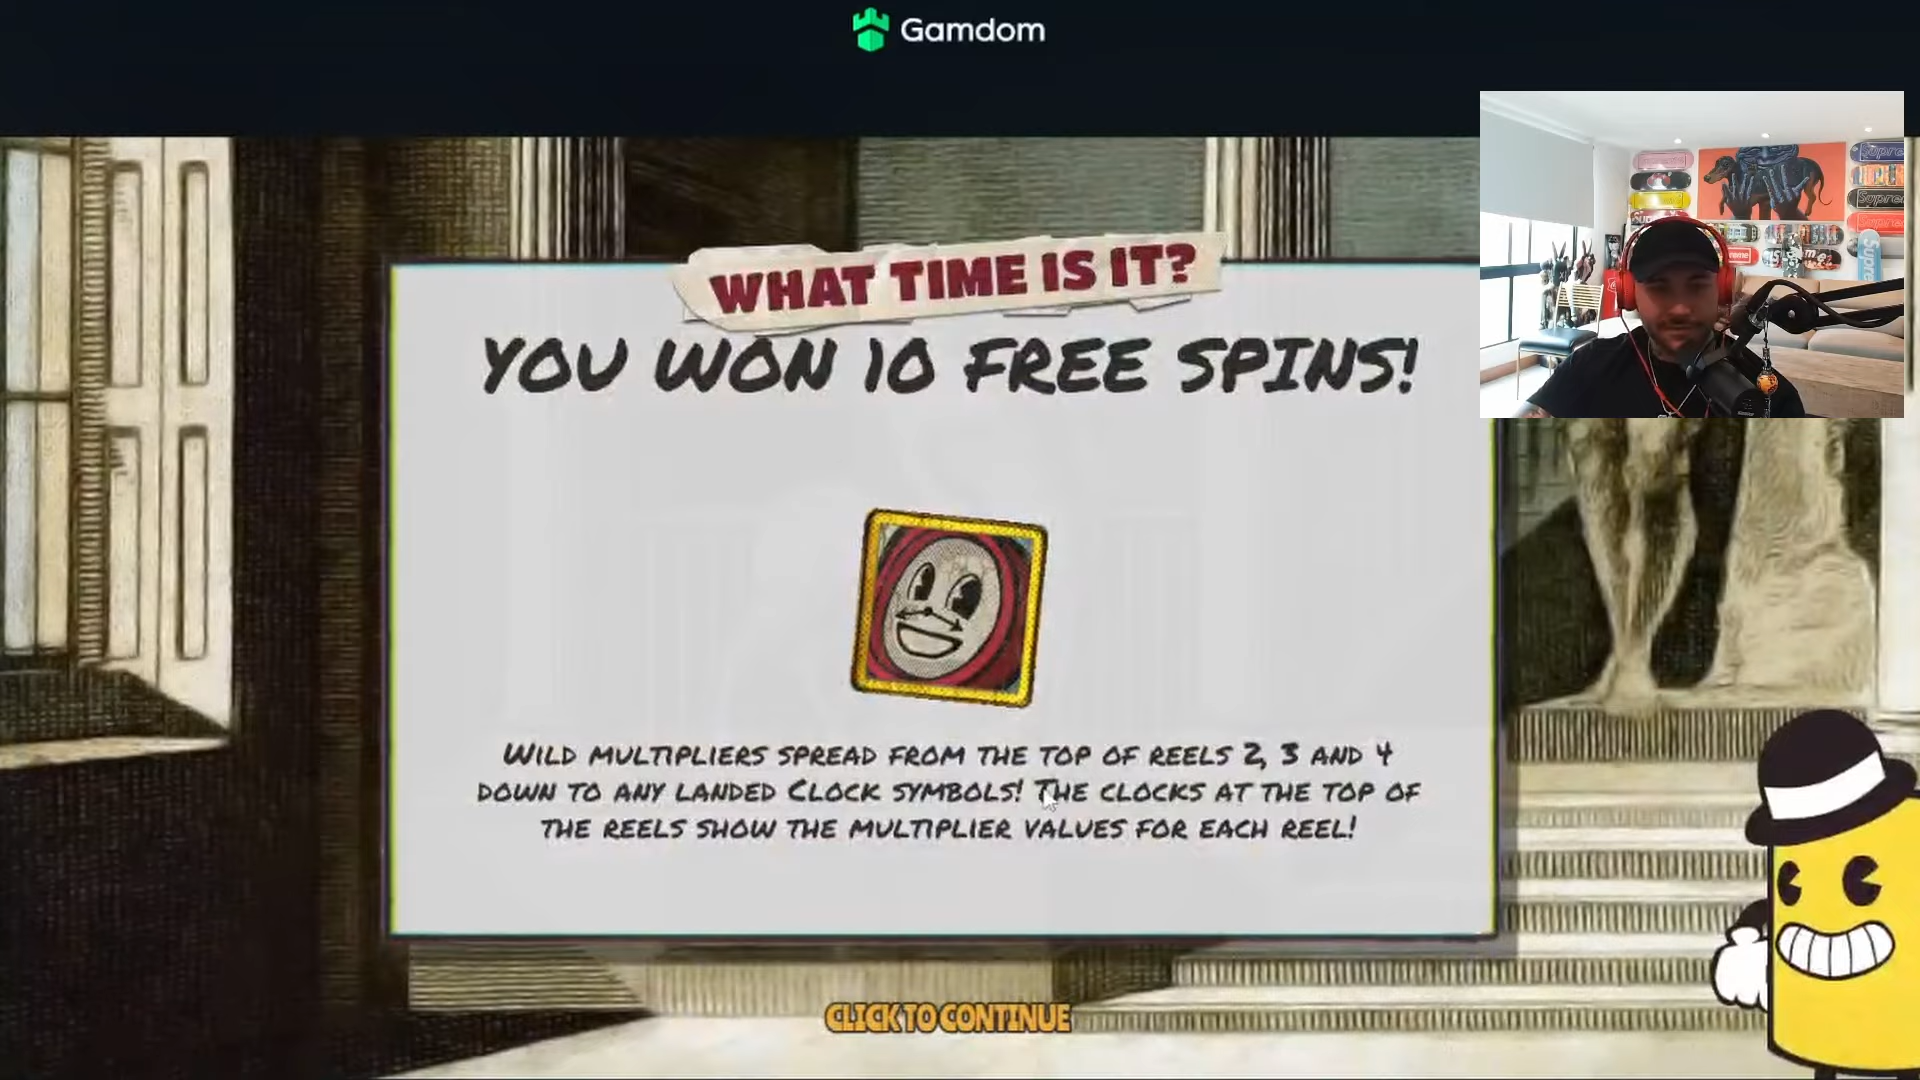 Gamdom
WHAT TIME IS IT?
YOU WON 10 FREE SPINS!
WILD MULTIPLIERS SPREAD FROM THE TOP OF REELS 2, 3 AND 4
DOWN TO ANY LANDED CLOCK SYMBOLS! THE CLOCKS AT THE TOP OF
THE REELS SHOW THE MULTIPLIER VALUES FOR EACH REEL!
CLICK TO CONTINUE